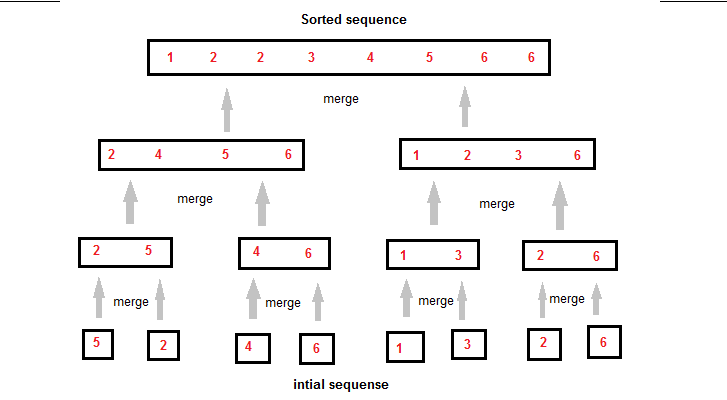 Sorted sequence
1 2 2 3 4 5 6 6
merge
2 4 5 6
1 2 3 6
merge
merge
2 5
4 6
1 3
2 6
merge
merge
merge
merge
5
2
4
6
1
3
2
6
intial sequense